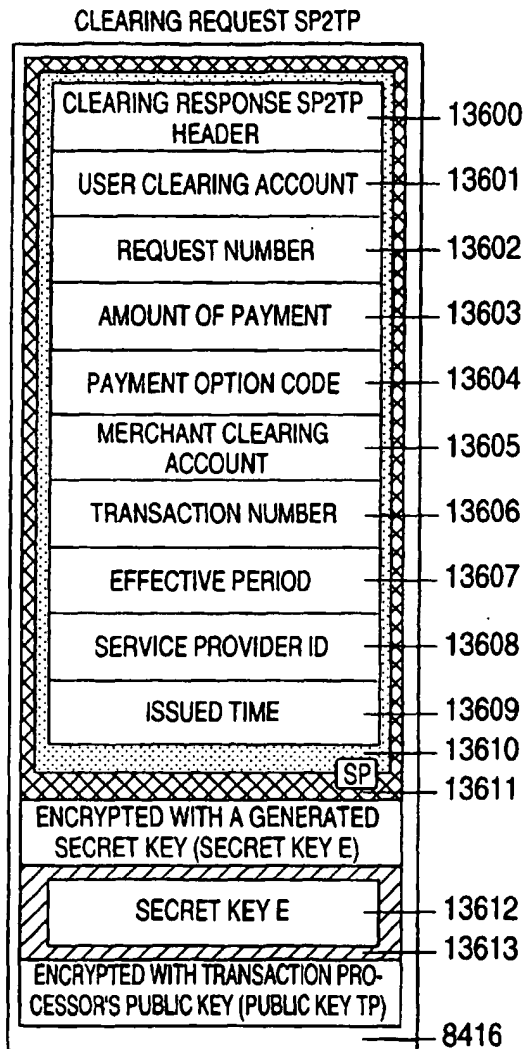 CLEARING REQUEST SP2TP
CLEARING RESPONSE SP2TP
HEADER
13600
USER CLEARING ACCOUNT
13601
REQUEST NUMBER
13602
AMOUNT OF PAYMENT
13603
PAYMENT OPTION CODE
13604
MERCHANT CLEARING
ACCOUNT
13605
TRANSACTION NUMBER
13606
EFFECTIVE PERIOD
13607
SERVICE PROVIDER ID
13608
ISSUED TIME
13609
13610
SP
13611
ENCRYPTED WITH A GENERATED
SECRET KEY (SECRET KEY E)
SECRET KEY E
13612
13613
ENCRYPTED WITH TRANSACTION PRO-
CESSOR'S PUBLIC KEY (PUBLIC KEY TP)
8416